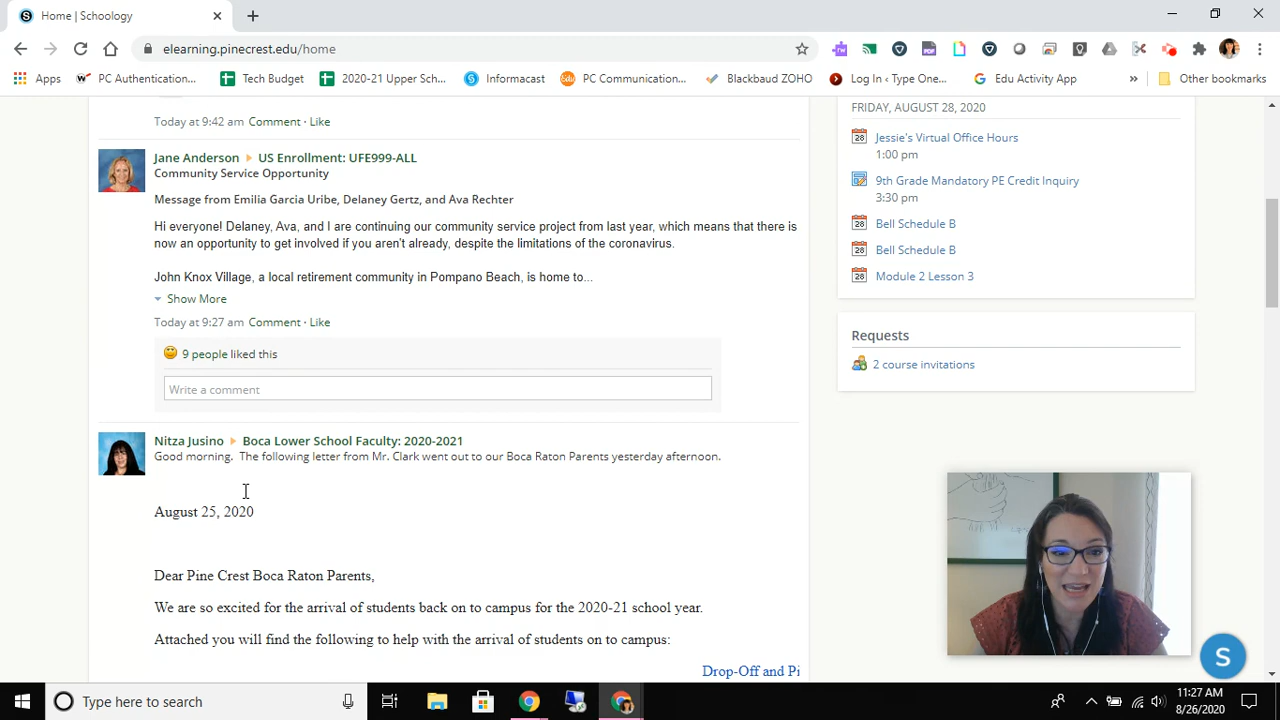 Home | Schoology
elearning.pinecrest.edu/home
Apps
PC Authentication...
Tech Budget
2020-21 Upper Sch...
Informacast
PC Communication...
Blackbaud ZOHO
Log In ‹ Type One...
Edu Activity App
»
Other bookmarks
Today at 9:42 am Comment · Like
Jane Anderson US Enrollment: UFE999-ALL
Community Service Opportunity
Message from Emilia Garcia Uribe, Delaney Gertz, and Ava Rechter
Hi everyone! Delaney, Ava, and I are continuing our community service project from last year, which means that there is
now an opportunity to get involved if you aren't already, despite the limitations of the coronavirus.
John Knox Village, a local retirement community in Pompano Beach, is home to...
Show More
Today at 9:27 am Comment · Like
9 people liked this
Write a comment
Nitza Jusino Boca Lower School Faculty: 2020-2021
Good morning. The following letter from Mr. Clark went out to our Boca Raton Parents yesterday afternoon.
August 25, 2020
Dear Pine Crest Boca Raton Parents,
We are so excited for the arrival of students back on to campus for the 2020-21 school year.
Attached you will find the following to help with the arrival of students on to campus:
Drop-Off and Pi
FRIDAY, AUGUST 28, 2020
28 Jessie's Virtual Office Hours
1:00 pm
9th Grade Mandatory PE Credit Inquiry
3:30 pm
28 Bell Schedule B
28 Bell Schedule B
28 Module 2 Lesson 3
Requests
2 course invitations
S
Type here to search
11:27 AM
8/26/2020